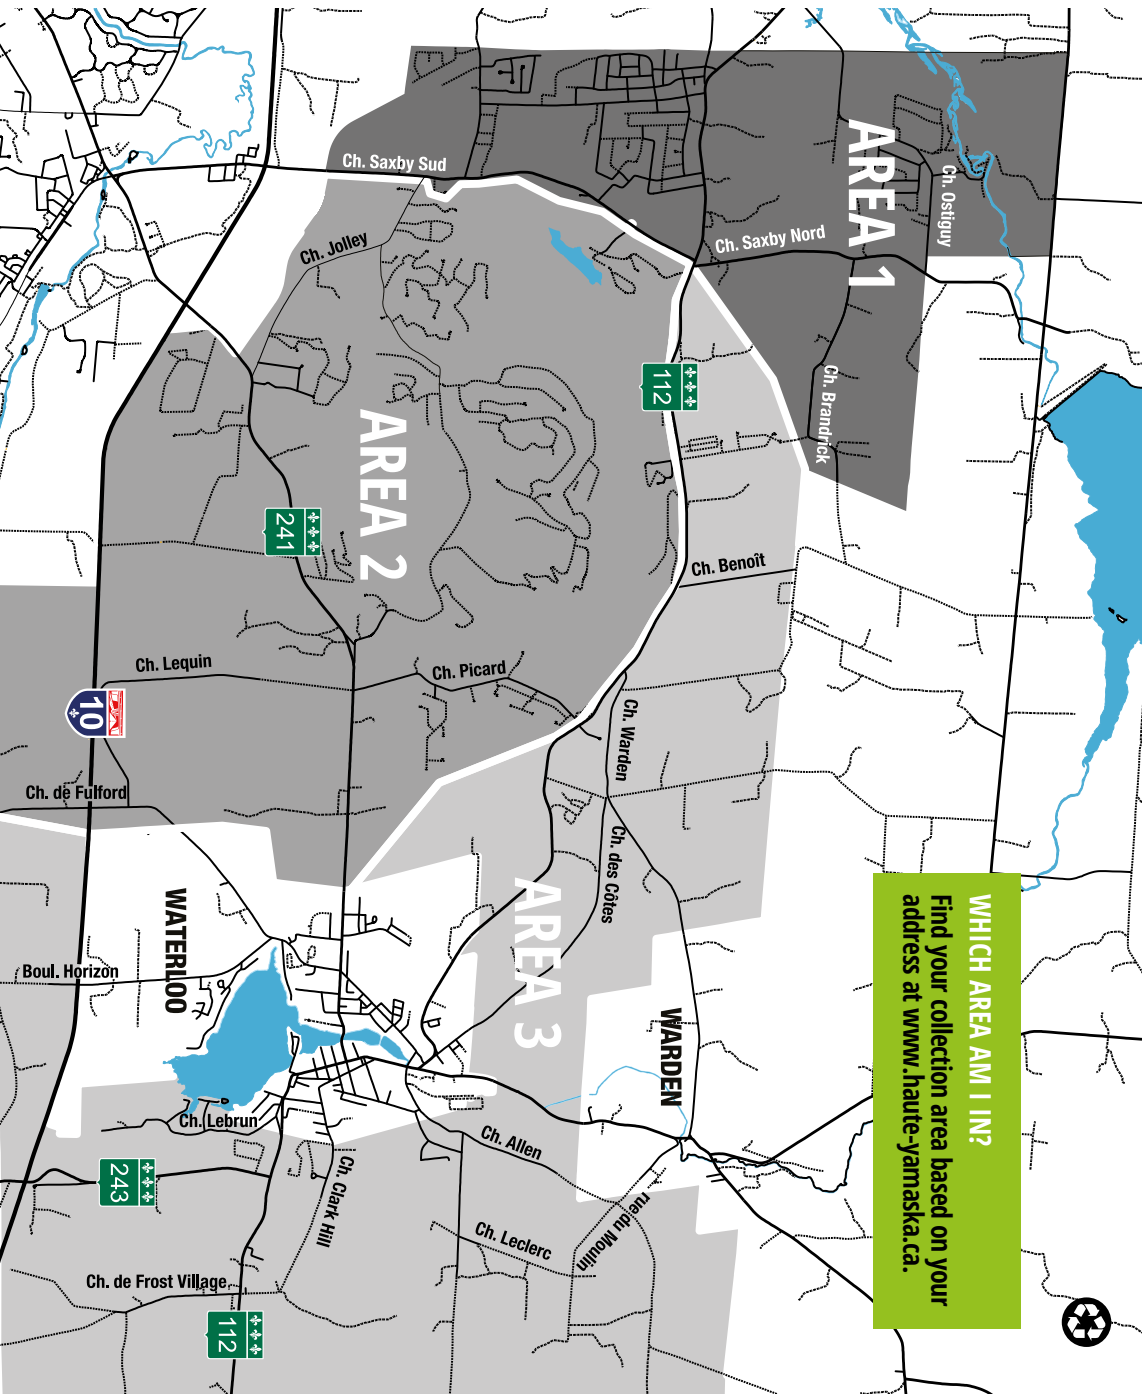 Ch. Saxby Sud
Ch. Jolley
AREA 1
Ch. Ostiguy
Ch. Saxby Nord
Ch. Brandrick
112
AREA 2
241
Ch. Benoît
Ch. Lequin
Ch. Picard
10
Ch. Warden
Ch. de Fulford
Ch. des Côtes
AREA 3
WATERLOO
Boul. Horizon
WARDEN
WHICH AREA AM I IN?
Find your collection area based on your
address at www.haute-yamaska.ca.
Ch. Lebrun
243
Ch. Clark Hill
Ch. Allen
rue du Moulin
Ch. Leclerc
Ch. de Frost Village
112